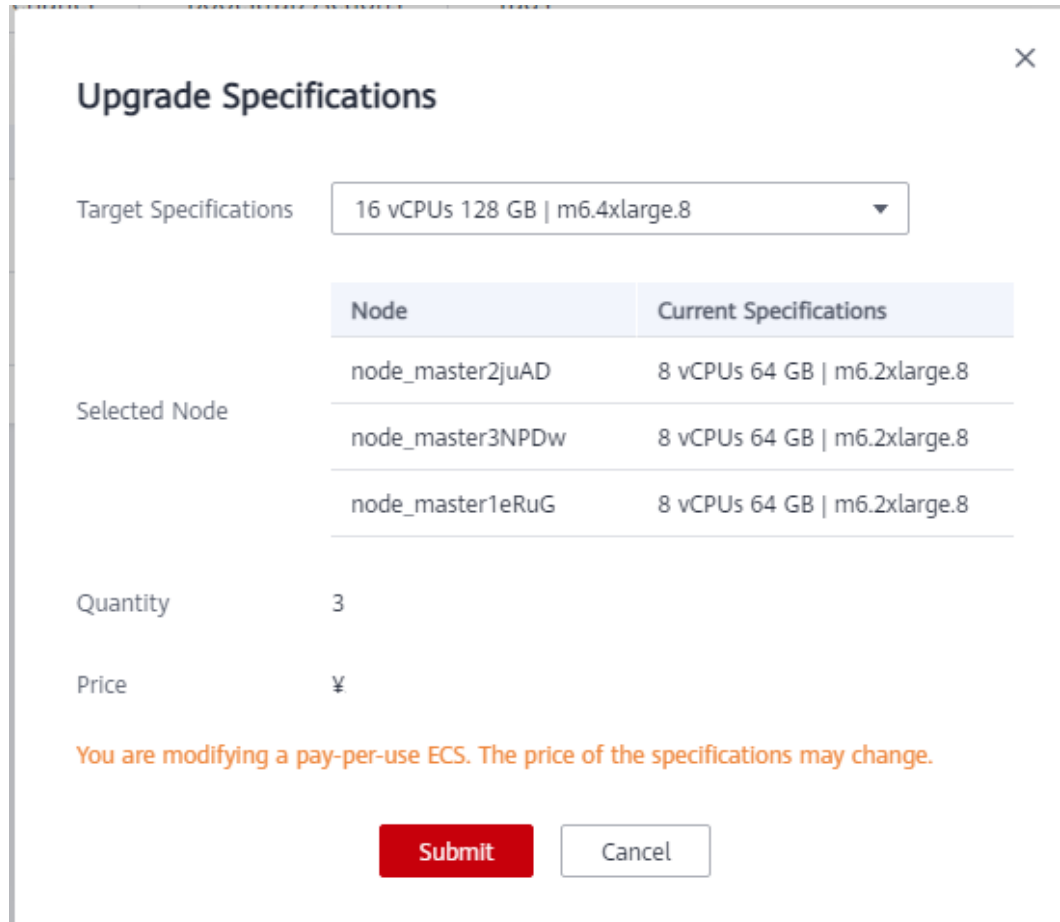 Upgrade Specifications
Target Specifications 16 vCPUs 128 GB | m6.4xlarge.8
Node Current Specifications
node_master2juAD 8 vCPUs 64 GB | m6.2xlarge.8
Selected Node
node_master3NPDw 8 vCPUs 64 GB | m6.2xlarge.8
node_master1eRuG 8 vCPUs 64 GB | m6.2xlarge.8
Quantity 3
Price ¥
You are modifying a pay-per-use ECS. The price of the specifications may change.
Submit Cancel